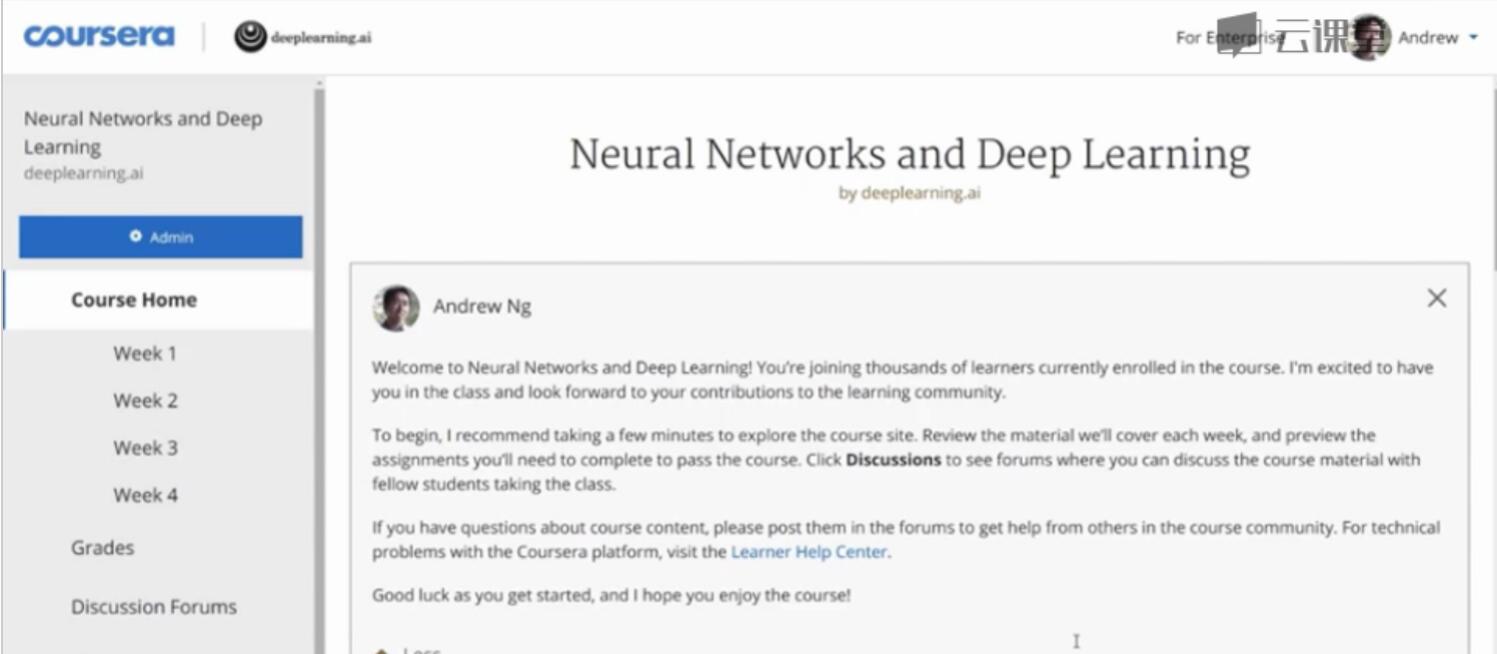 coursera
deeplearning.ai
For Enterprise
云课堂
Andrew
Neural Networks and Deep
Learning
deeplearning.ai
Admin
Course Home
Week 1
Week 2
Week 3
Week 4
Grades
Discussion Forums
Neural Networks and Deep Learning
by deeplearning.ai
Andrew Ng
Welcome to Neural Networks and Deep Learning! You're joining thousands of learners currently enrolled in the course. I'm excited to have
you in the class and look forward to your contributions to the learning community.
To begin, I recommend taking a few minutes to explore the course site. Review the material we'll cover each week, and preview the
assignments you'll need to complete to pass the course. Click Discussions to see forums where you can discuss the course material with
fellow students taking the class.
If you have questions about course content, please post them in the forums to get help from others in the course community. For technical
problems with the Coursera platform, visit the Learner Help Center.
Good luck as you get started, and I hope you enjoy the course!
Less